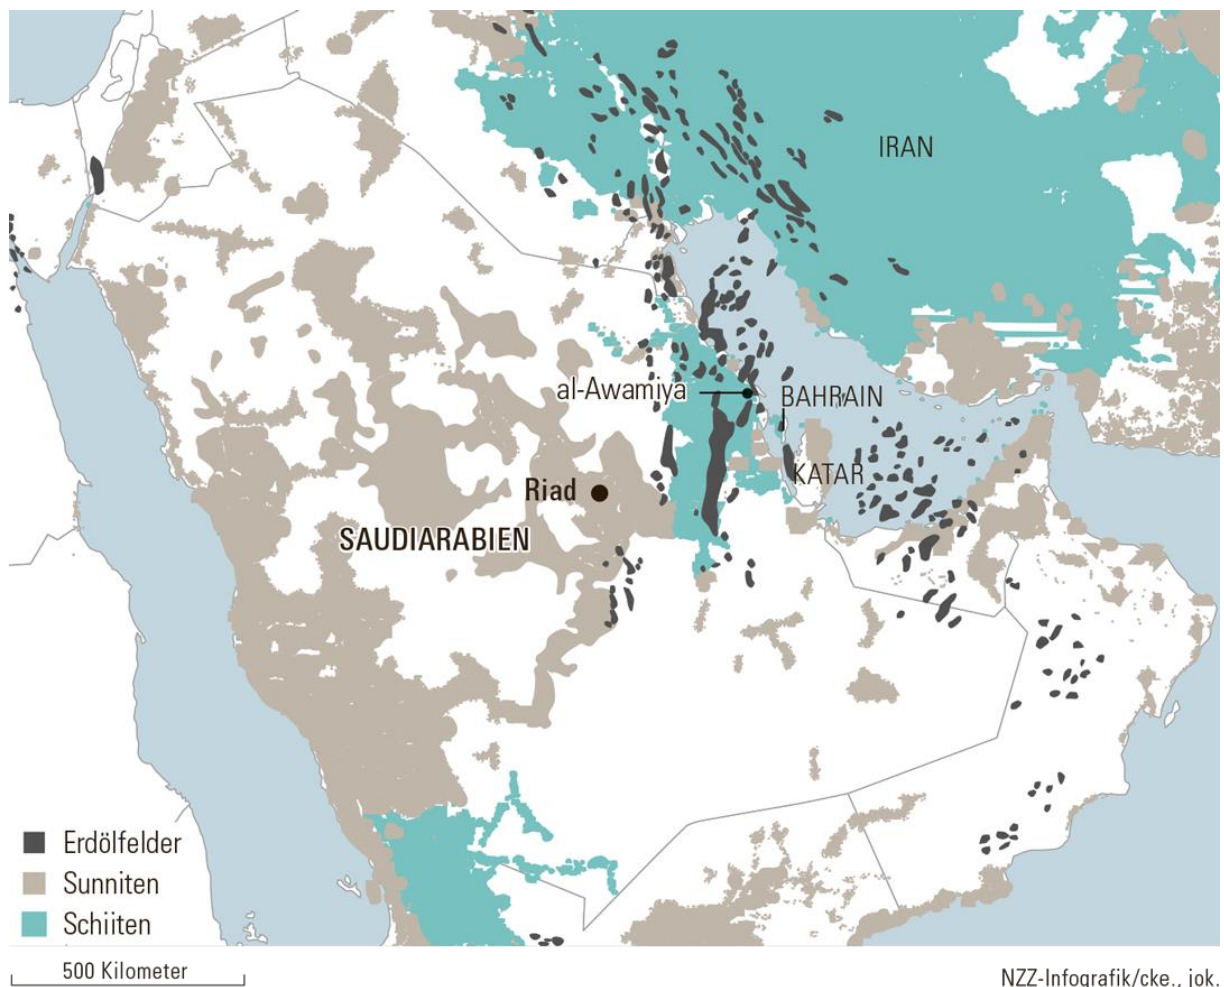 IRAN
al-Awamiya
BAHRAIN
KATAR
Riad
SAUDIARABIEN
Erdölfelder
Sunniten
Schiiten
500 Kilometer
NZZ-Infografik/cke., jok.